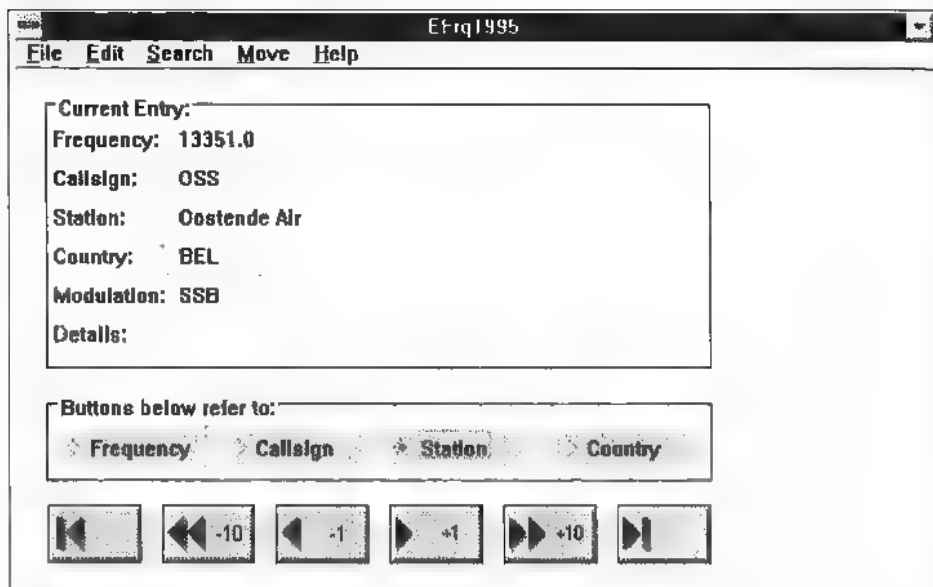 EFrq1995
File Edit Search Move Help
Current Entry:
Frequency: 13351.0
Callsign: OSS
Station: Oostende Air
Country: BEL
Modulation: SSB
Details:
Buttons below refer to:
Frequency Callsign Station Country
-10 -1 +1 +10